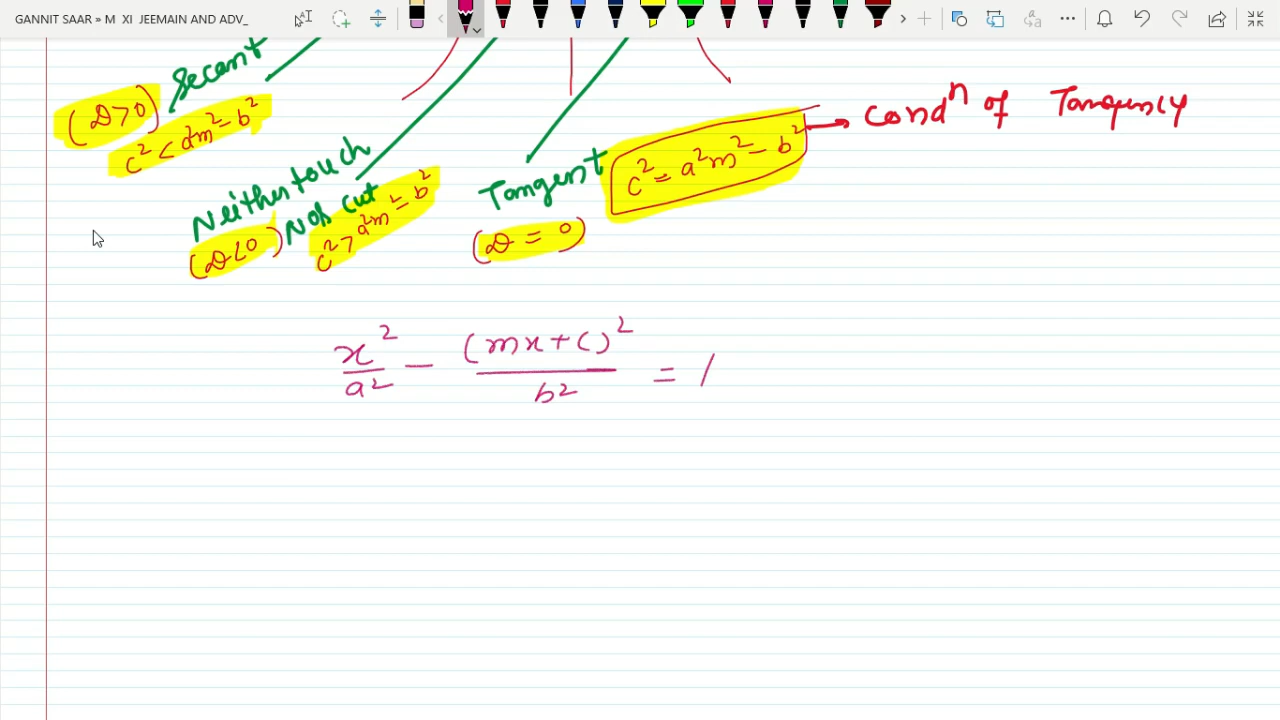 GANNIT SAAR » M XI JEEMAIN AND ADV_
Secant
(D>0)
c² < a²m² - b²
Neither touch
Not cut
(D<0)
c² > a²m² - b²
Tangent
(D = 0)
c² = a²m² - b²
→ condⁿ of Tangency
x²/a² - (mx+c)²/b² = 1